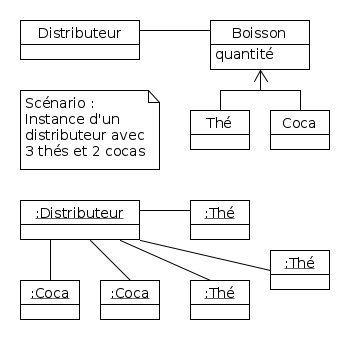 Distributeur
Boisson
quantité
Scénario :
Instance d'un
distributeur avec
3 thés et 2 cocas
Thé
Coca
:Distributeur
:Thé
:Thé
:Coca
:Coca
:Thé